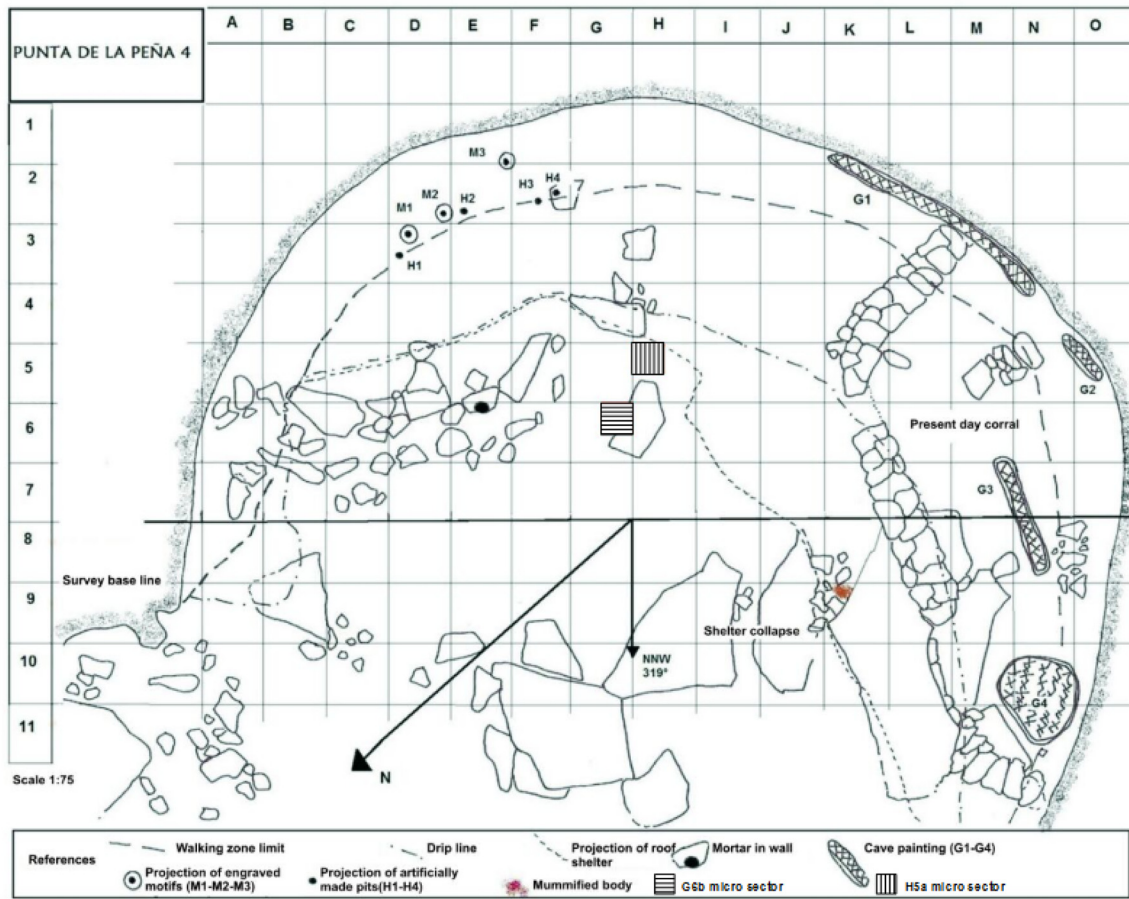 PUNTA DE LA PEÑA 4
A B C D E F G H I J K L M N O
1
2
3
4
5
6
7
8
9
10
11
M3
M2
H2
H3
H4
M1
H1
G1
G2
Present day corral
G3
Survey base line
Shelter collapse
NNW
319°
G4
N
Scale 1:75
References
Walking zone limit
Drip line
Projection of roof
shelter
Mortar in wall
Cave painting (G1-G4)
Projection of engraved
motifs (M1-M2-M3)
Projection of artificially
made pits(H1-H4)
Mummified body
G6b micro sector
H5a micro sector